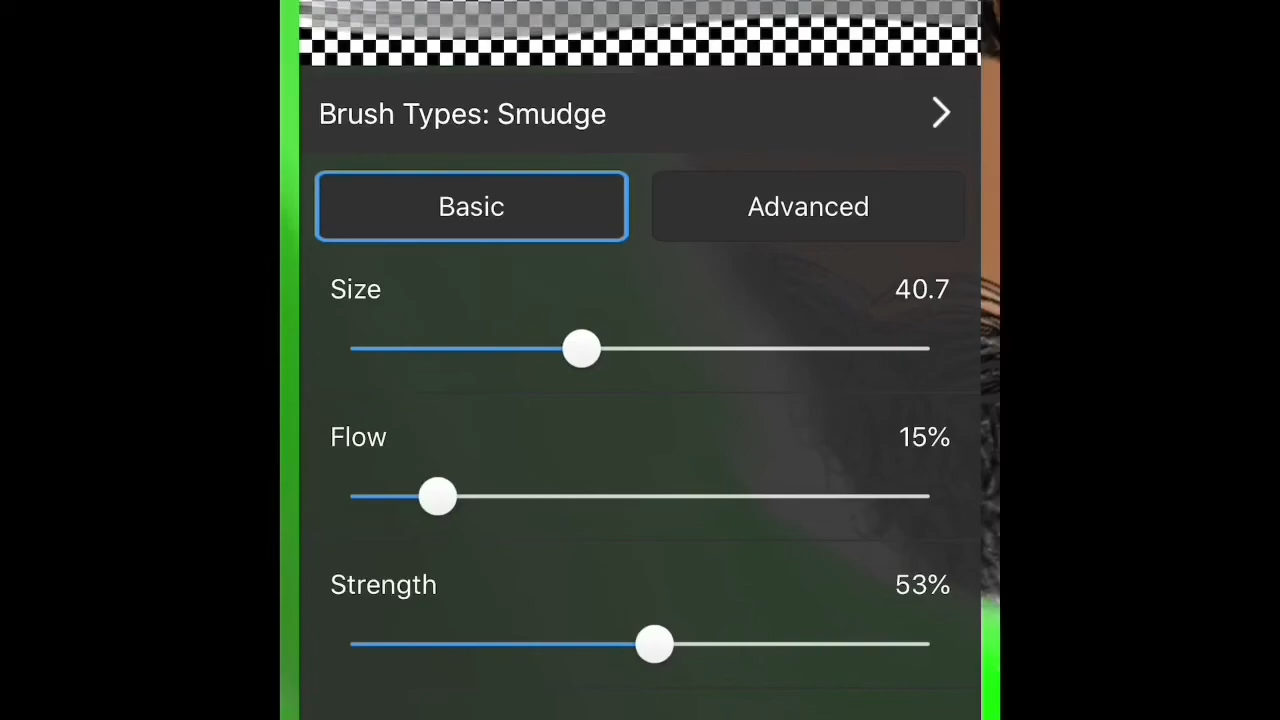 Brush Types: Smudge
Basic
Advanced
Size
40.7
Flow
15%
Strength
53%